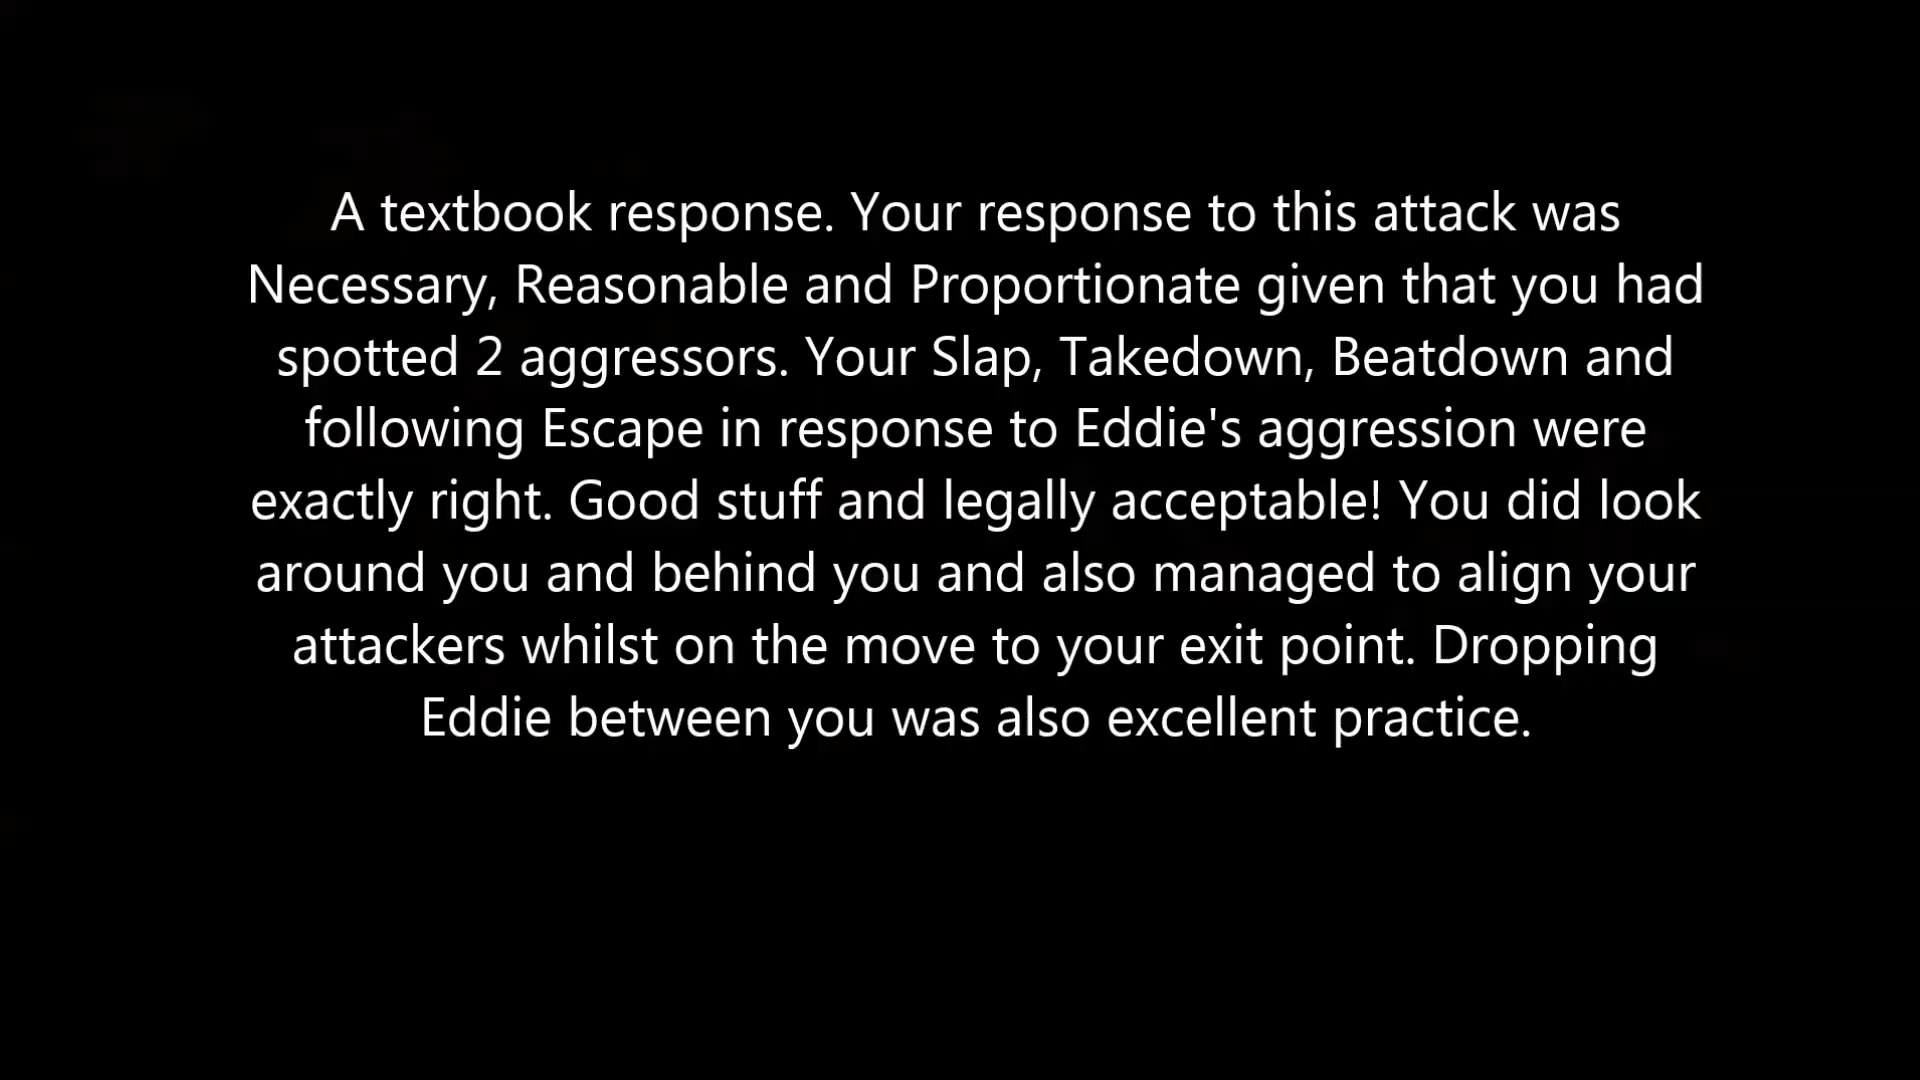 A textbook response. Your response to this attack was
Necessary, Reasonable and Proportionate given that you had
spotted 2 aggressors. Your Slap, Takedown, Beatdown and
following Escape in response to Eddie's aggression were
exactly right. Good stuff and legally acceptable! You did look
around you and behind you and also managed to align your
attackers whilst on the move to your exit point. Dropping
Eddie between you was also excellent practice.